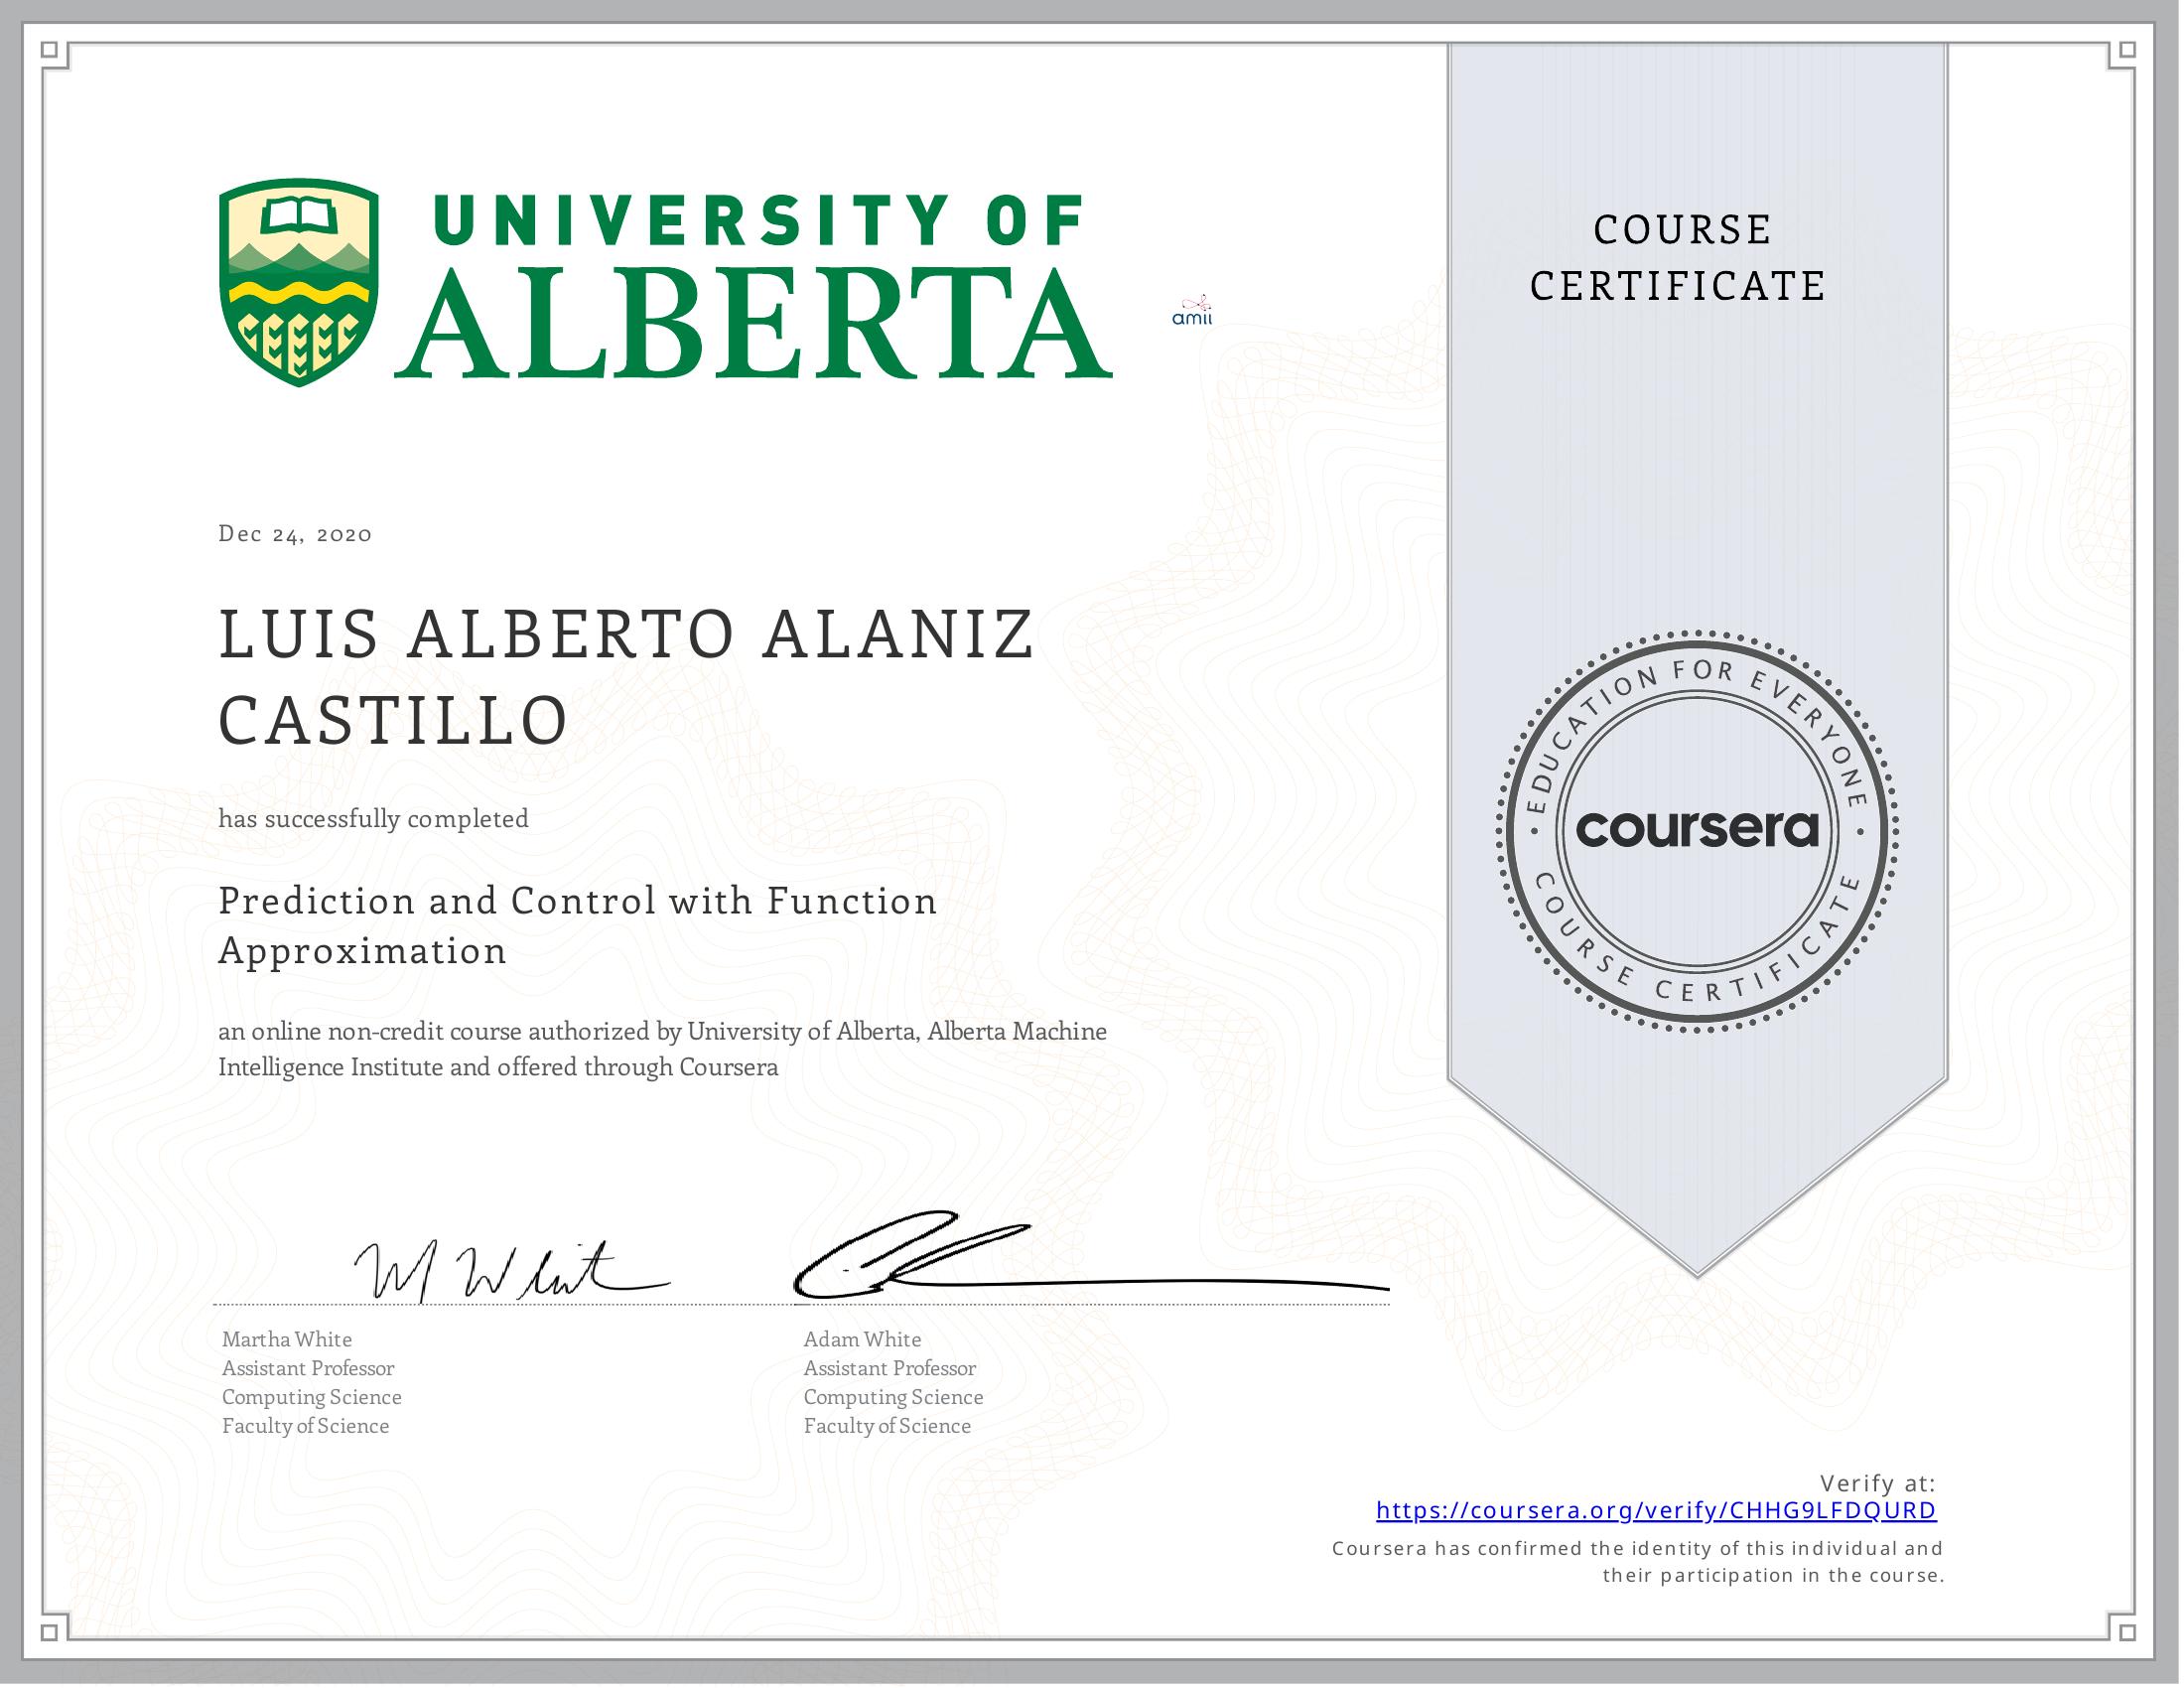 UNIVERSITY OF
ALBERTA
amii
COURSE
CERTIFICATE
Dec 24, 2020
LUIS ALBERTO ALANIZ
CASTILLO
has successfully completed
Prediction and Control with Function
Approximation
an online non-credit course authorized by University of Alberta, Alberta Machine
Intelligence Institute and offered through Coursera
EDUCATION FOR EVERYONE
coursera
COURSE CERTIFICATE
M White
Martha White
Assistant Professor
Computing Science
Faculty of Science
Adam White
Assistant Professor
Computing Science
Faculty of Science
Verify at:
https://coursera.org/verify/CHHG9LFDQURD
Coursera has confirmed the identity of this individual and
their participation in the course.